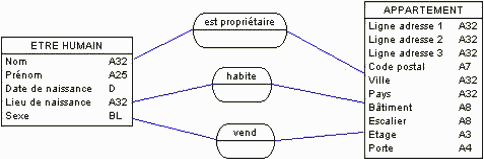 ETRE HUMAIN
Nom A32
Prénom A25
Date de naissance D
Lieu de naissance A32
Sexe BL
est propriétaire
habite
vend
APPARTEMENT
Ligne adresse 1 A32
Ligne adresse 2 A32
Ligne adresse 3 A32
Code postal A7
Ville A32
Pays A32
Bâtiment A8
Escalier A8
Etage A3
Porte A4